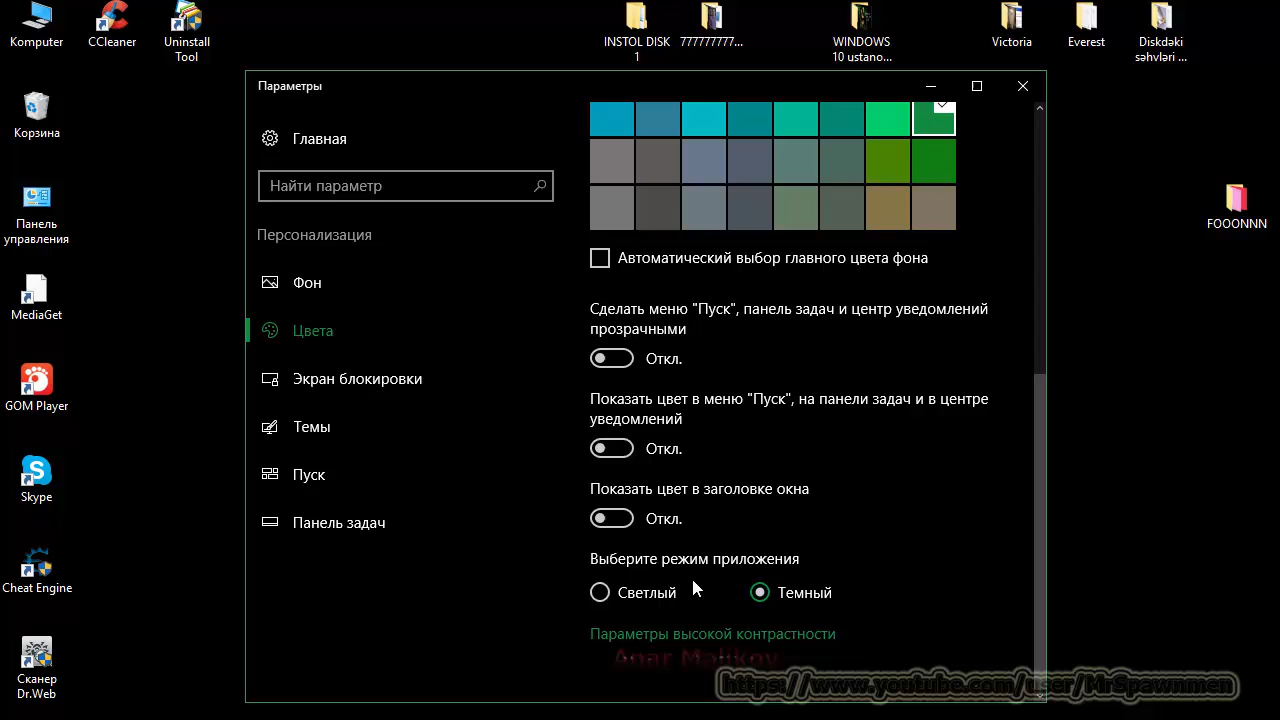 Komputer
CCleaner
Uninstall
Tool
INSTOL DISK
1
777777777...
WINDOWS
10 ustano...
Victoria
Everest
Diskdəki
səhvləri ...
Корзина
Панель
управления
MediaGet
GOM Player
Skype
Cheat Engine
Сканер
Dr.Web
FOOONNN
Параметры
Главная
Найти параметр
Персонализация
Фон
Цвета
Экран блокировки
Темы
Пуск
Панель задач
Автоматический выбор главного цвета фона
Сделать меню "Пуск", панель задач и центр уведомлений
прозрачными
Откл.
Показать цвет в меню "Пуск", на панели задач и в центре
уведомлений
Откл.
Показать цвет в заголовке окна
Откл.
Выберите режим приложения
Светлый
Темный
Параметры высокой контрастности
Anar Malikov
https://www.youtube.com/user/MrSpawnmen